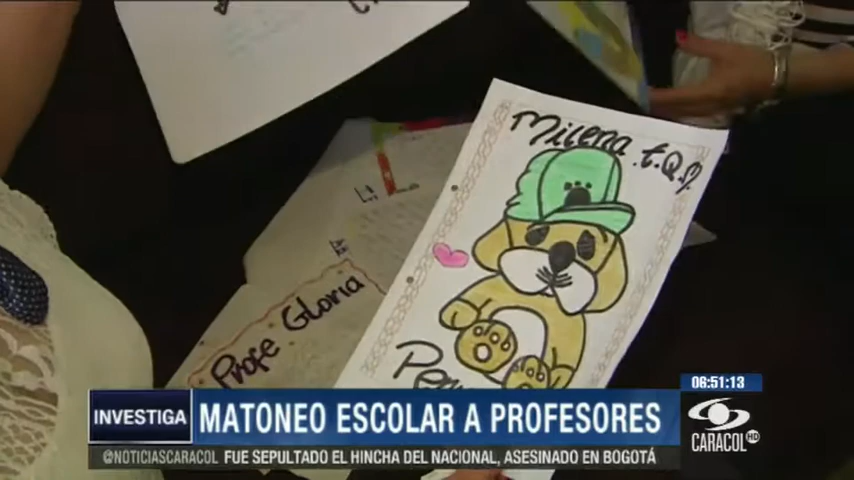 Milena
t.Q.M
Profe Gloria
06:51:13
INVESTIGA
MATONEO ESCOLAR A PROFESORES
CARACOL HD
@NOTICIASCARACOL FUE SEPULTADO EL HINCHA DEL NACIONAL, ASESINADO EN BOGOTÁ